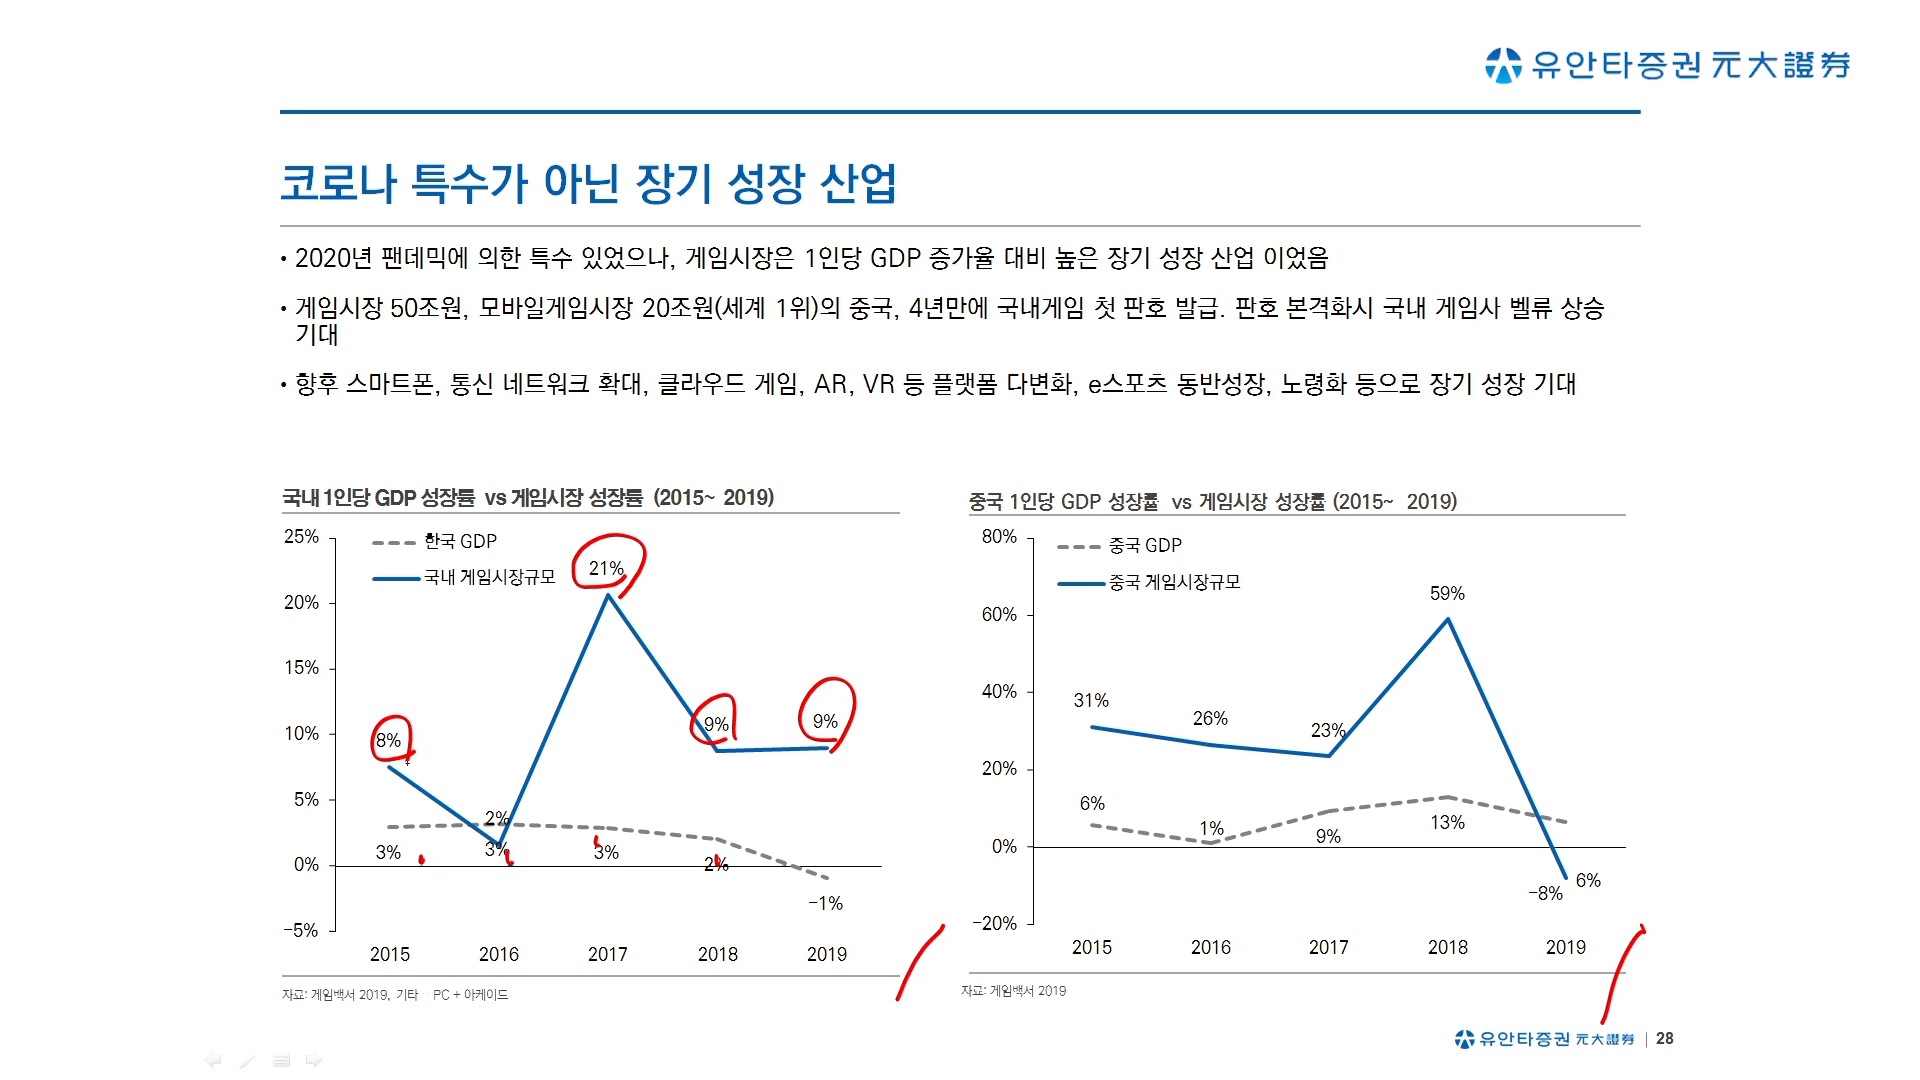 유안타증권 元大證券
코로나 특수가 아닌 장기 성장 산업
• 2020년 팬데믹에 의한 특수 있었으나, 게임시장은 1인당 GDP 증가율 대비 높은 장기 성장 산업 이었음
• 게임시장 50조원, 모바일게임시장 20조원(세계 1위)의 중국, 4년만에 국내게임 첫 판호 발급. 판호 본격화시 국내 게임사 벨류 상승
기대
• 향후 스마트폰, 통신 네트워크 확대, 클라우드 게임, AR, VR 등 플랫폼 다변화, e스포츠 동반성장, 노령화 등으로 장기 성장 기대
국내 1인당 GDP 성장률 vs 게임시장 성장률 (2015~ 2019)
25%
20%
15%
10%
5%
0%
-5%
한국 GDP
국내 게임시장규모
8%
2%
21%
9%
9%
3%
3%
3%
2%
-1%
2015 2016 2017 2018 2019
자료: 게임백서 2019, 기타 PC + 아케이드
중국 1인당 GDP 성장률 vs 게임시장 성장률 (2015~ 2019)
80%
60%
40%
20%
0%
-20%
중국 GDP
중국 게임시장규모
31%
26%
23%
59%
-8%
6%
1%
9%
13%
6%
2015 2016 2017 2018 2019
자료: 게임백서 2019
유안타증권 元大證券 | 28